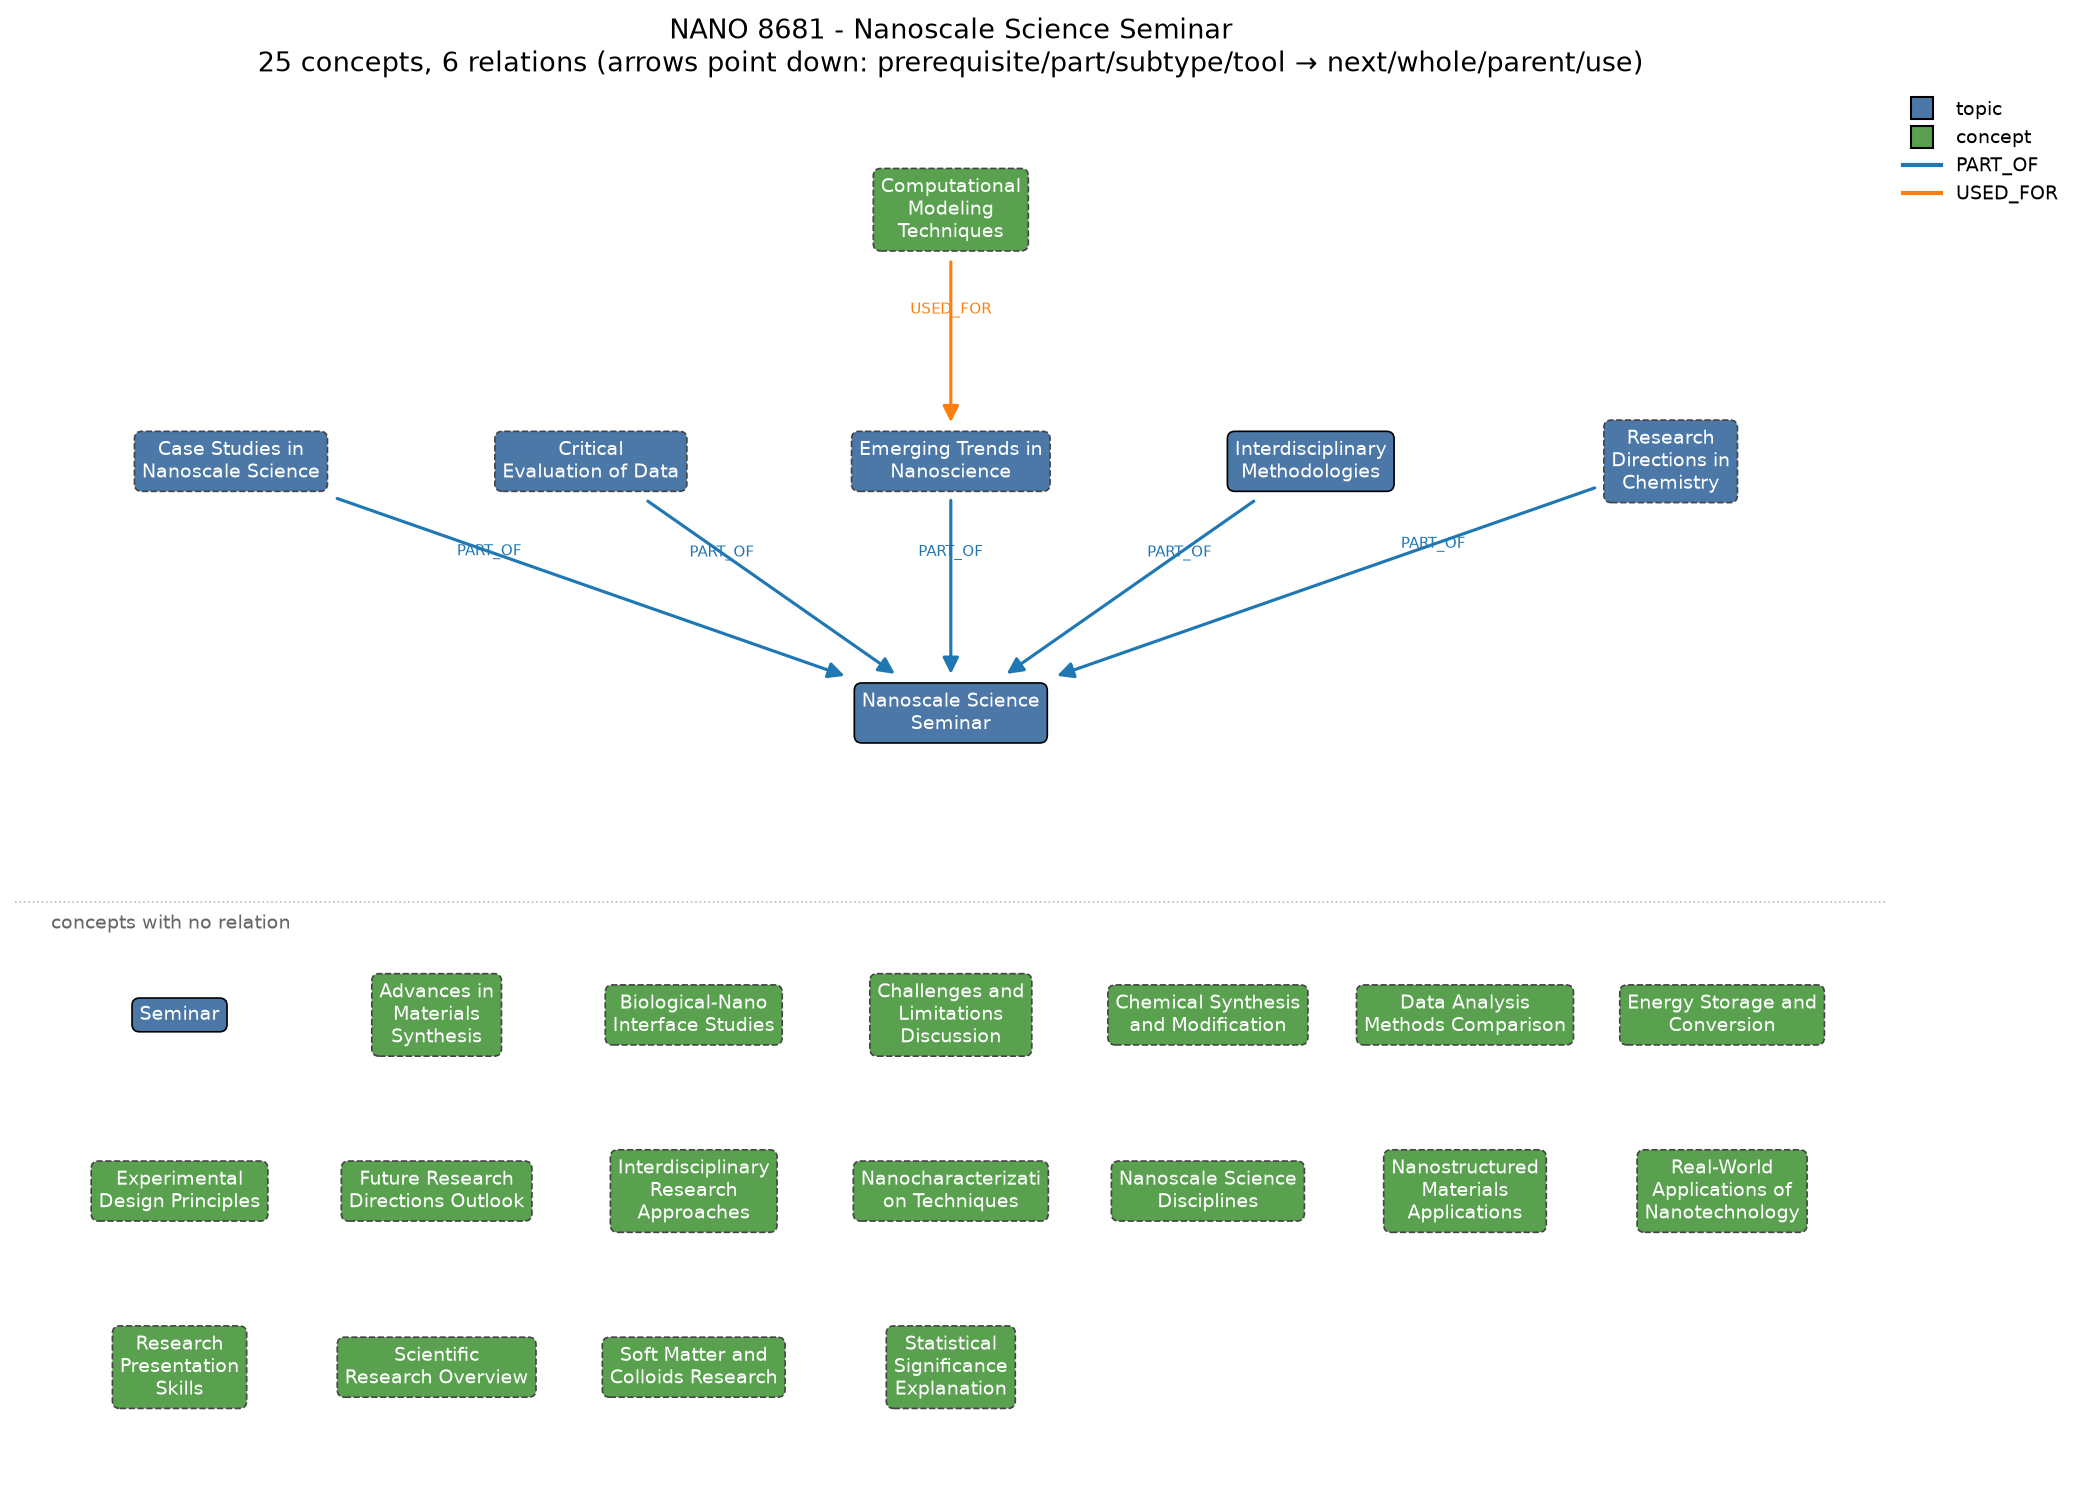 NANO 8681 - Nanoscale Science Seminar
25 concepts, 6 relations (arrows point down: prerequisite/part/subtype/tool → next/whole/parent/use)
topic
concept
PART_OF
USED_FOR
Computational
Modeling
Techniques
USED_FOR
Case Studies in
Nanoscale Science
Critical
Evaluation of Data
Emerging Trends in
Nanoscience
Interdisciplinary
Methodologies
Research
Directions in
Chemistry
PART_OF
PART_OF
PART_OF
PART_OF
PART_OF
Nanoscale Science
Seminar
concepts with no relation
Seminar
Advances in
Materials
Synthesis
Biological-Nano
Interface Studies
Challenges and
Limitations
Discussion
Chemical Synthesis
and Modification
Data Analysis
Methods Comparison
Energy Storage and
Conversion
Experimental
Design Principles
Future Research
Directions Outlook
Interdisciplinary
Research
Approaches
Nanocharacterizati
on Techniques
Nanoscale Science
Disciplines
Nanostructured
Materials
Applications
Real-World
Applications of
Nanotechnology
Research
Presentation
Skills
Scientific
Research Overview
Soft Matter and
Colloids Research
Statistical
Significance
Explanation